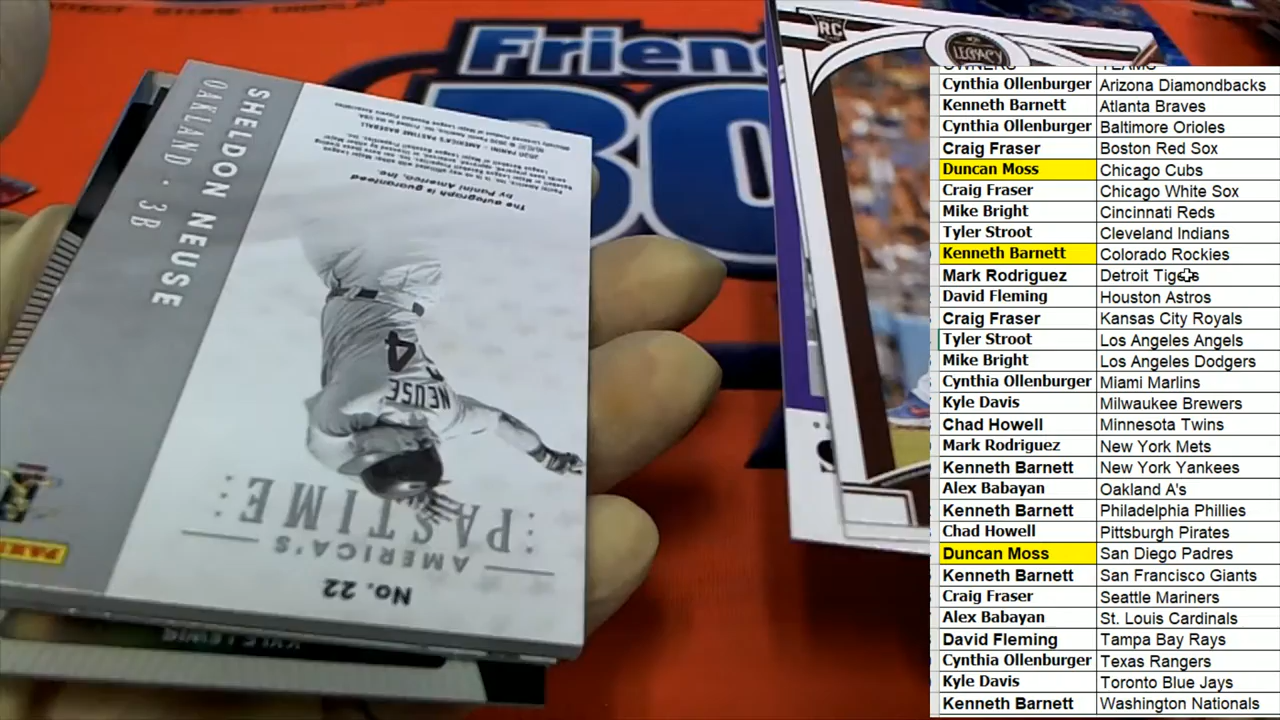 Friend
BO
RC
LEGACY
SHELDON NEUSE
OAKLAND . 3B
The autograph is guaranteed
by Panini America, Inc.
4
NEUSE
AMERICA'S
:PASTIME:
No. 22
PANINI
OWNERS TEAMS
Cynthia Ollenburger Arizona Diamondbacks
Kenneth Barnett Atlanta Braves
Cynthia Ollenburger Baltimore Orioles
Craig Fraser Boston Red Sox
Duncan Moss Chicago Cubs
Craig Fraser Chicago White Sox
Mike Bright Cincinnati Reds
Tyler Stroot Cleveland Indians
Kenneth Barnett Colorado Rockies
Mark Rodriguez Detroit Tigers
David Fleming Houston Astros
Craig Fraser Kansas City Royals
Tyler Stroot Los Angeles Angels
Mike Bright Los Angeles Dodgers
Cynthia Ollenburger Miami Marlins
Kyle Davis Milwaukee Brewers
Chad Howell Minnesota Twins
Mark Rodriguez New York Mets
Kenneth Barnett New York Yankees
Alex Babayan Oakland A's
Kenneth Barnett Philadelphia Phillies
Chad Howell Pittsburgh Pirates
Duncan Moss San Diego Padres
Kenneth Barnett San Francisco Giants
Craig Fraser Seattle Mariners
Alex Babayan St. Louis Cardinals
David Fleming Tampa Bay Rays
Cynthia Ollenburger Texas Rangers
Kyle Davis Toronto Blue Jays
Kenneth Barnett Washington Nationals